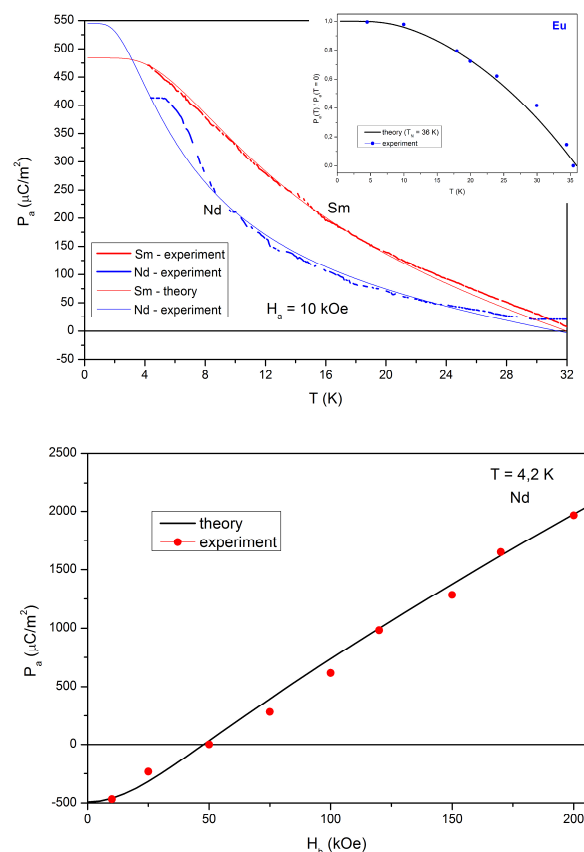 550
500
450
400
350
300
250
200
150
100
50
0
-50
P_a (μC/m²)
0
4
8
12
16
20
24
28
32
T (K)
Nd
Sm
Sm - experiment
Nd - experiment
Sm - theory
Nd - experiment
H_a = 10 kOe
Eu
1.0
0.8
0.6
0.4
0.2
0.0
P_a(T) / P_a(T = 0)
theory (T_N = 36 K)
experiment
0
5
10
15
20
25
30
35
T (K)
2500
2000
1500
1000
500
0
-500
P_a (μC/m²)
T = 4,2 K
Nd
theory
experiment
0
50
100
150
200
H_b (kOe)